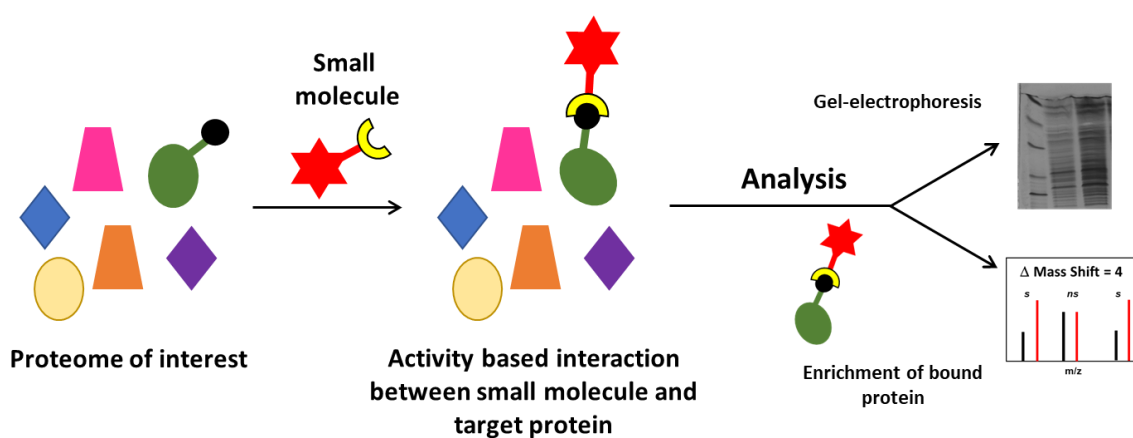 Small
molecule
Proteome of interest
Activity based interaction
between small molecule and
target protein
Analysis
Enrichment of bound
protein
Gel-electrophoresis
Δ Mass Shift = 4
s ns s
m/z